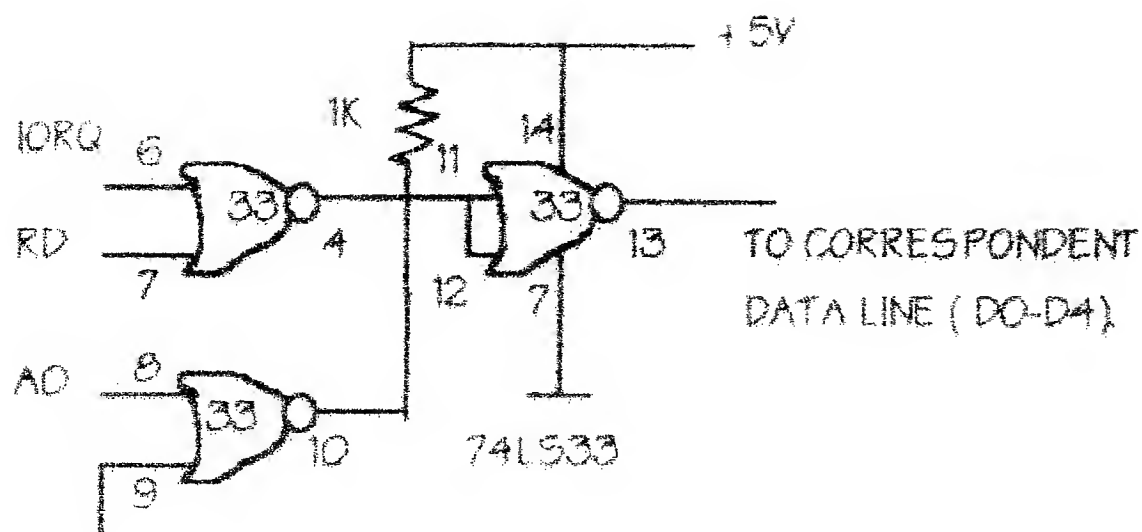 +5V
1K
14
IORQ
6
11
33
33
RD
4
13
TO CORRESPONDENT
7
12
7
DATA LINE ( D0-D4).
A0
8
33
10
74LS33
9